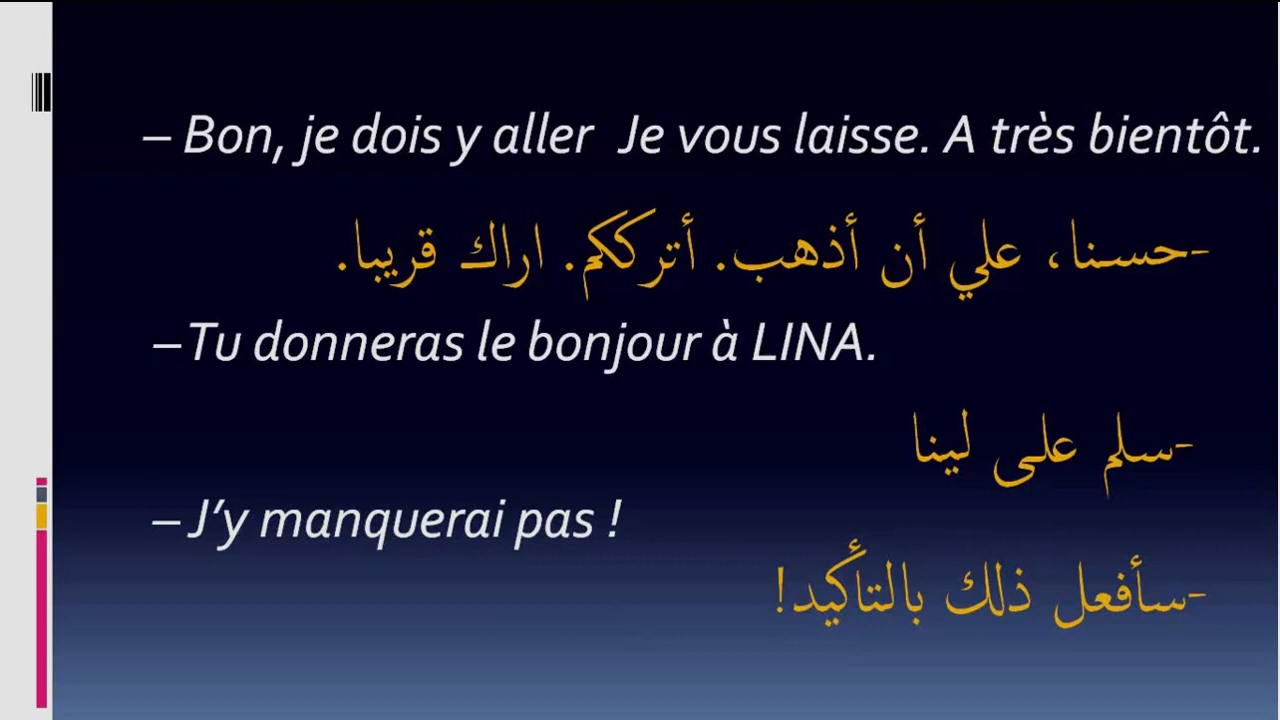 – Bon, je dois y aller  Je vous laisse. A très bientôt.
-حسنا، علي أن أذهب. أترككم. اراك قريبا.
–Tu donneras le bonjour à LINA.
-سلم على لينا
– J’y manquerai pas !
-سأفعل ذلك بالتأكيد!